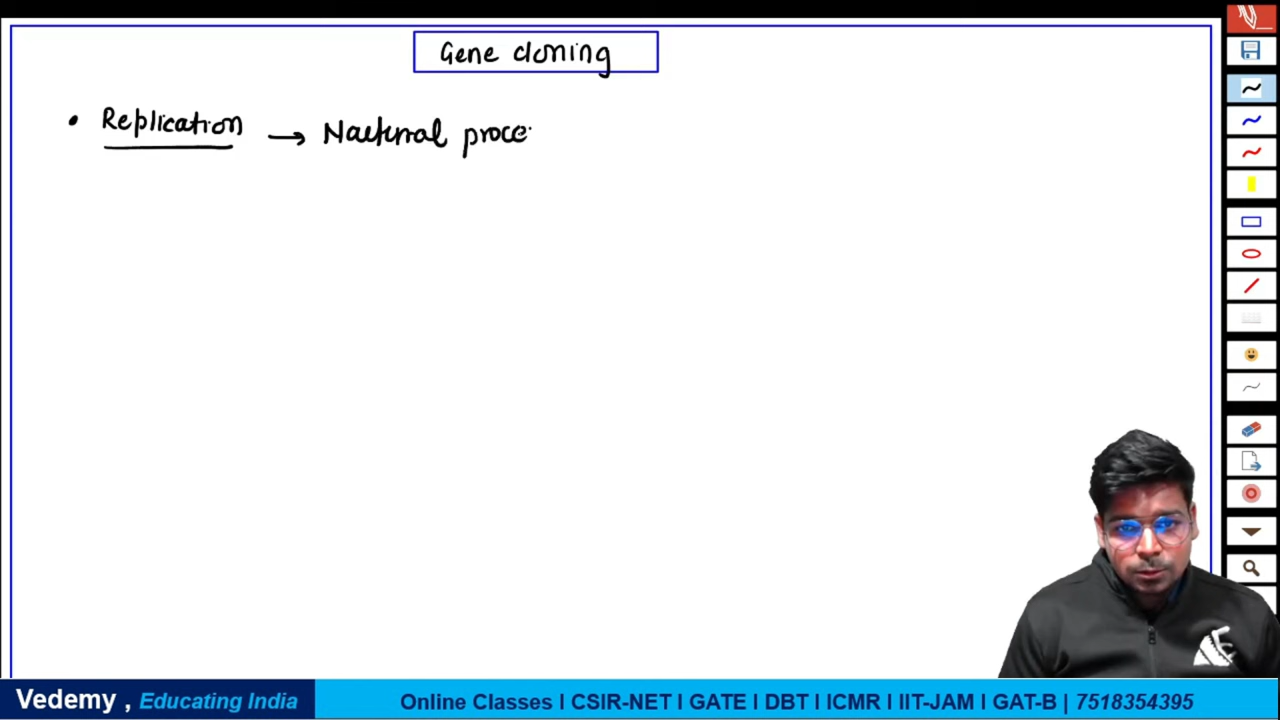 Gene cloning
• Replication → Natural proce
Vedemy , Educating India
Online Classes I CSIR-NET I GATE I DBT I ICMR I IIT-JAM I GAT-B | 7518354395